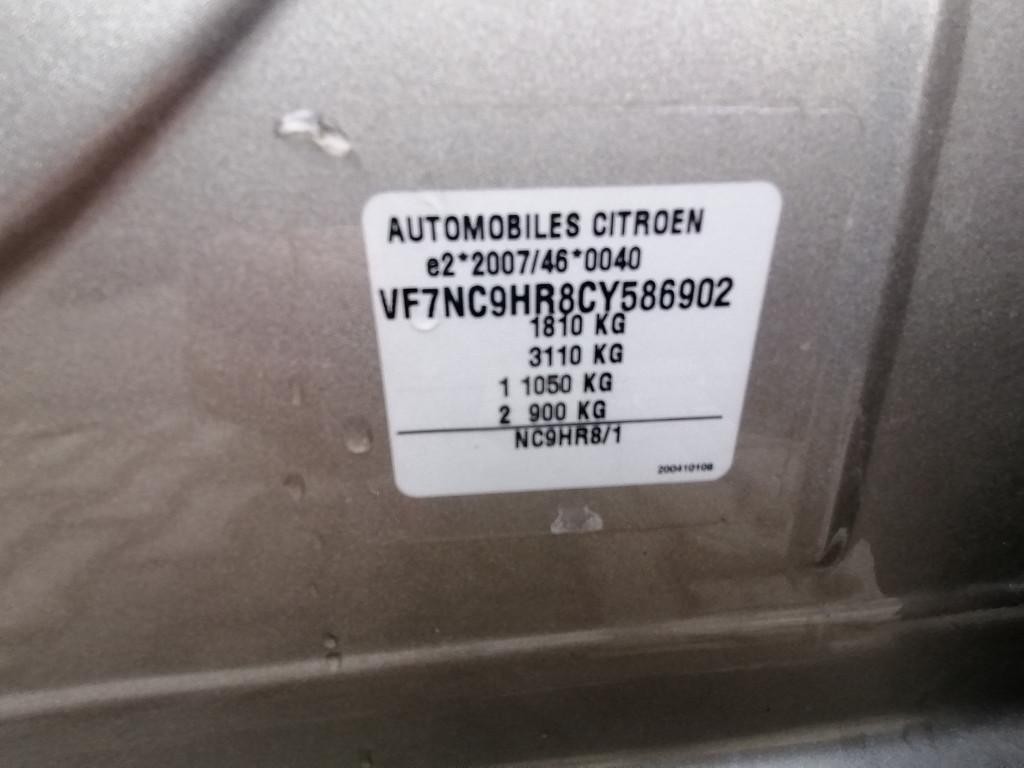 AUTOMOBILES CITROEN
e2*2007/46*0040
VF7NC9HR8CY586902
1810 KG
3110 KG
1 1050 KG
2 900 KG
NC9HR8/1
200410108